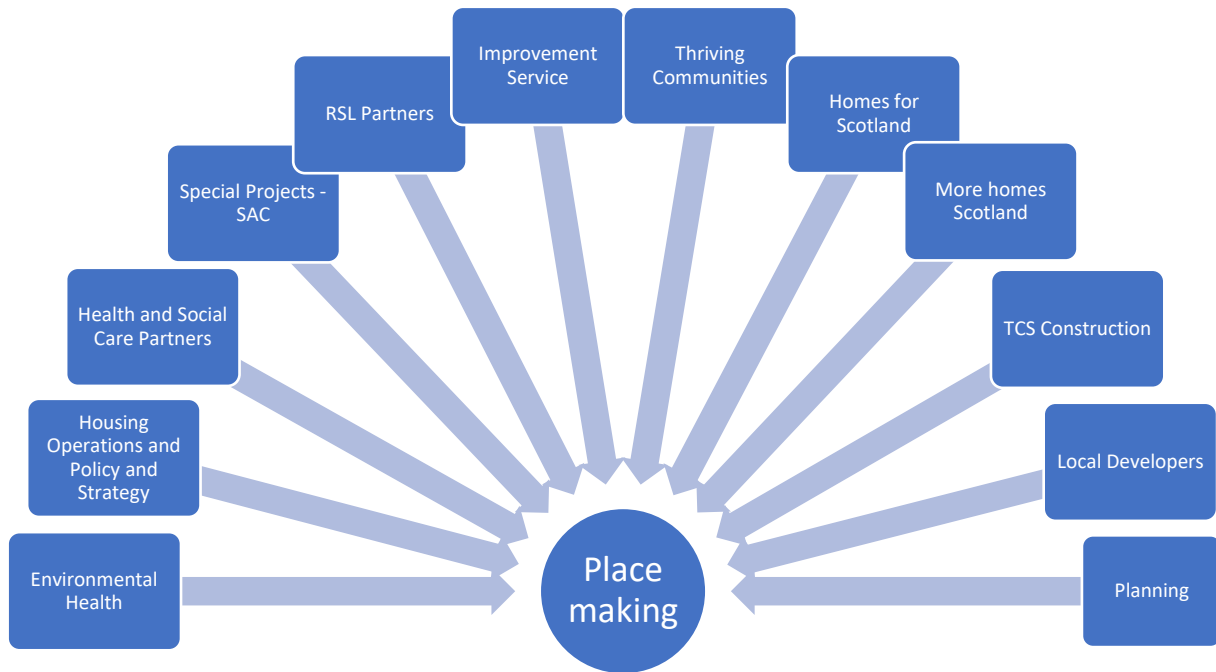 Improvement
Service
Thriving
Communities
RSL Partners
Homes for
Scotland
Special Projects -
SAC
More homes
Scotland
Health and Social
Care Partners
TCS Construction
Housing
Operations and
Policy and
Strategy
Local Developers
Environmental
Health
Place
making
Planning